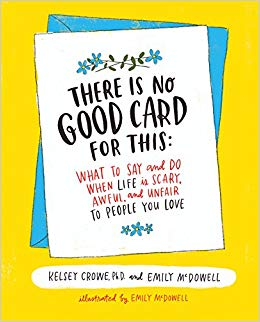 THERE IS NO
GOOD CARD
FOR THIS:
WHAT TO SAY and DO
WHEN LIFE is SCARY,
AWFUL, and UNFAIR
TO PEOPLE YOU LOVE
KELSEY CROWE, Ph.D. and EMILY McDOWELL
illustrated by EMILY McDOWELL